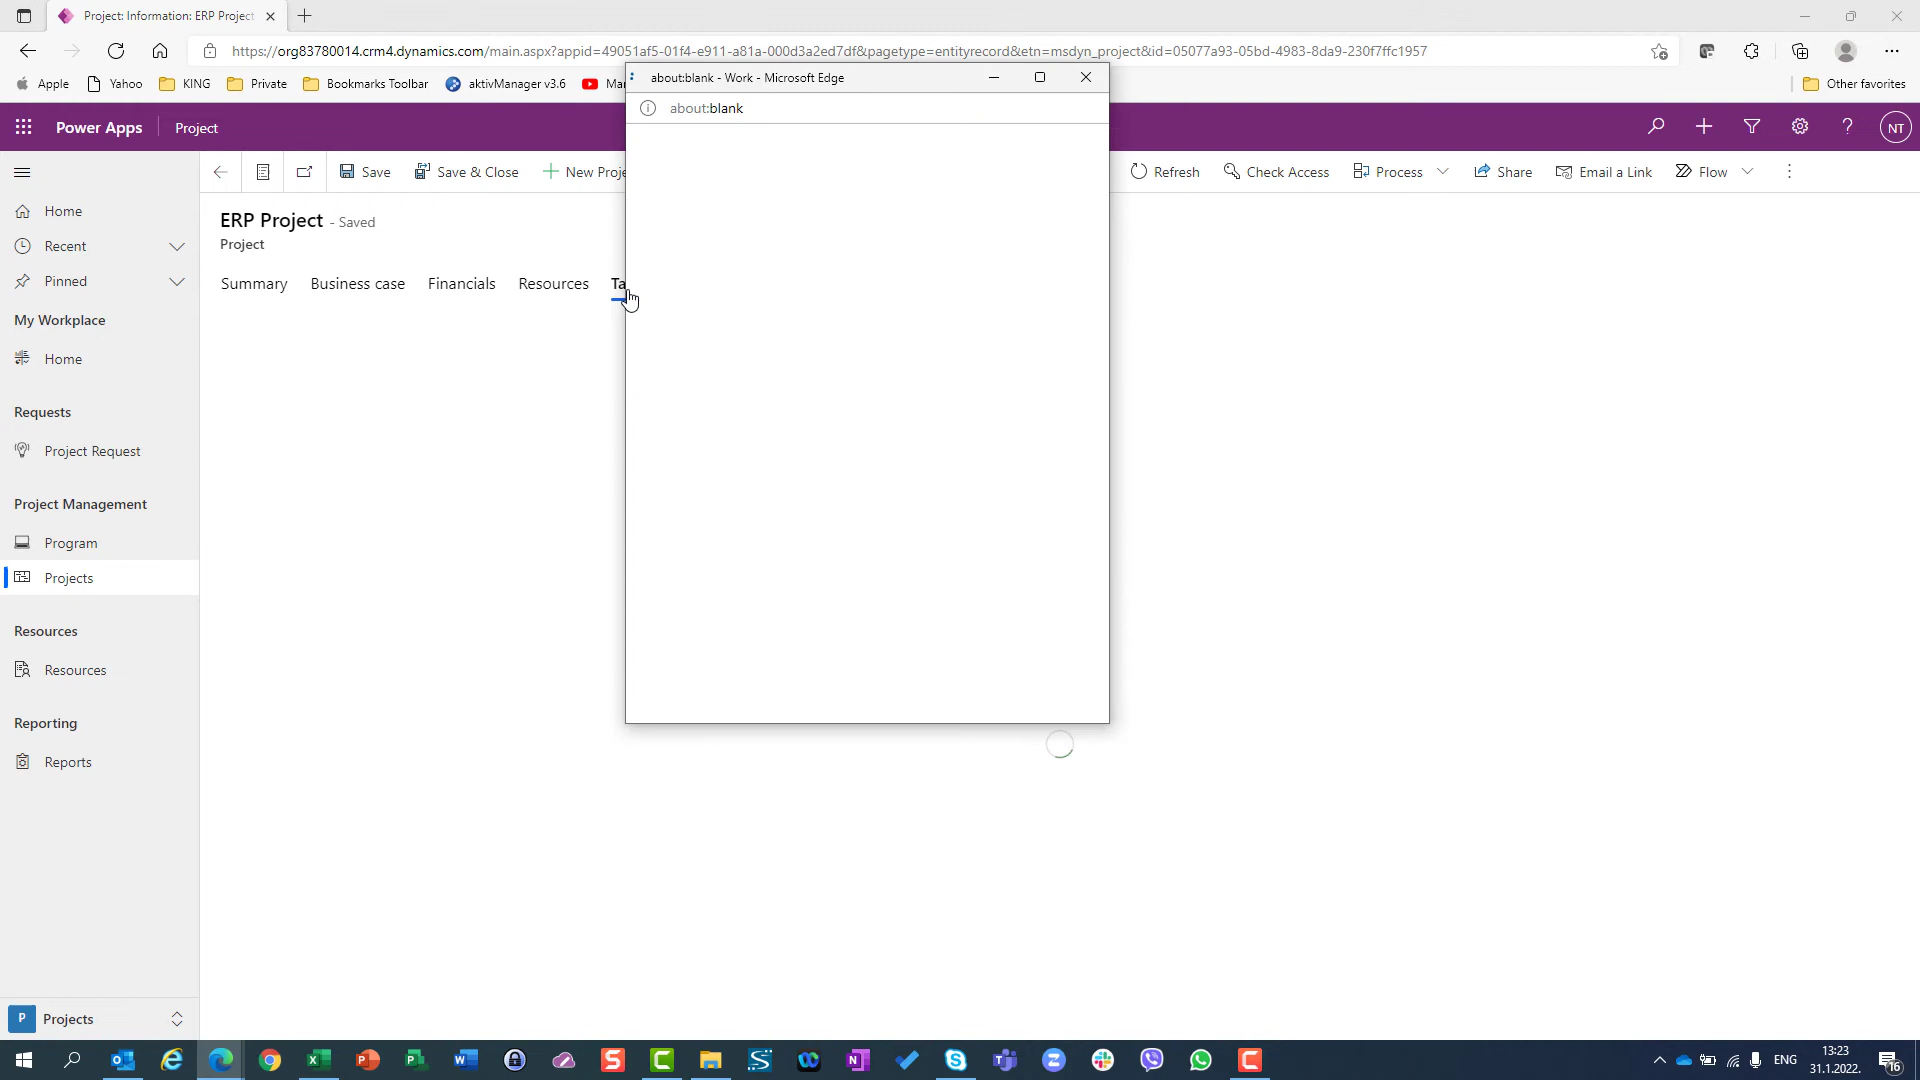 Project: Information: ERP Project
https://org83780014.crm4.dynamics.com/main.aspx?appid=49051af5-01f4-e911-a81a-000d3a2ed7df&pagetype=entityrecord&etn=msdyn_project&id=05077a93-05bd-4983-8da9-230f7ffc1957
Apple
Yahoo
KING
Private
Bookmarks Toolbar
aktivManager v3.6
Mar
Other favorites
about:blank - Work - Microsoft Edge
about:blank
Power Apps
Project
NT
Save
Save & Close
New Proje
Refresh
Check Access
Process
Share
Email a Link
Flow
ERP Project - Saved
Project
Summary
Business case
Financials
Resources
Ta
Home
Recent
Pinned
My Workplace
Home
Requests
Project Request
Project Management
Program
Projects
Resources
Resources
Reporting
Reports
P Projects
ENG
13:23
31.1.2022.
16